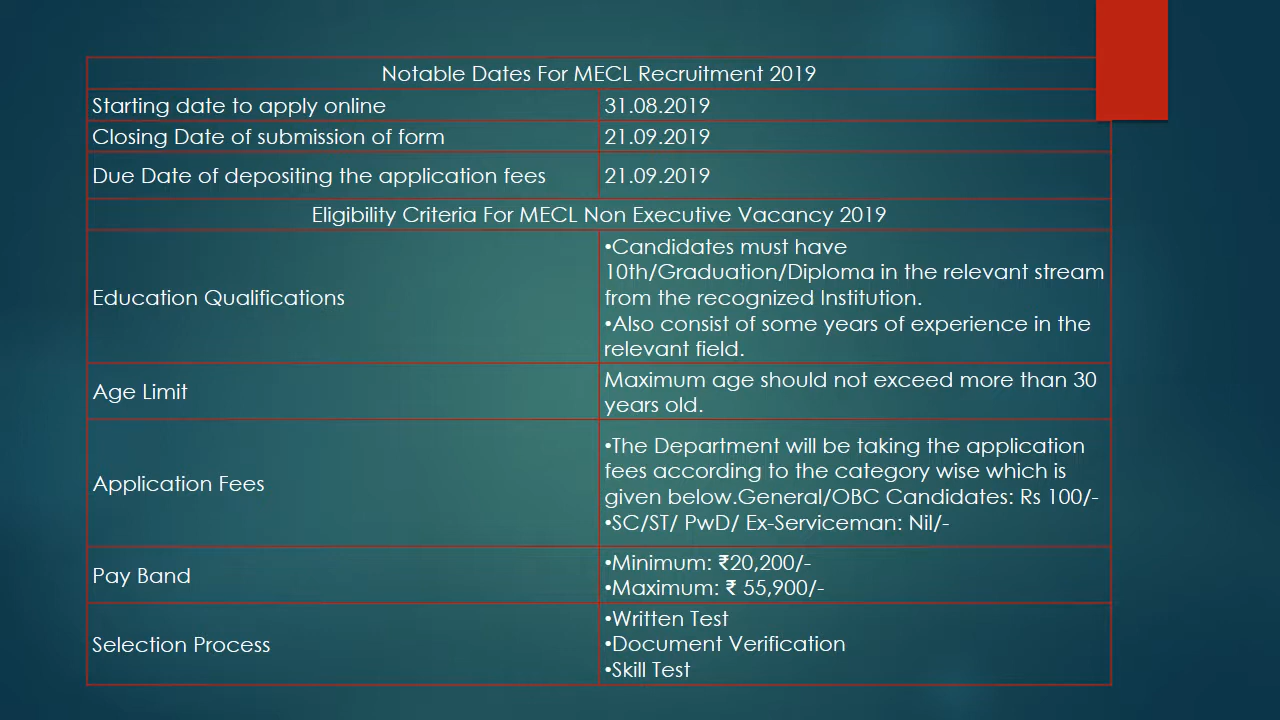 Notable Dates For MECL Recruitment 2019
Starting date to apply online 31.08.2019
Closing Date of submission of form 21.09.2019
Due Date of depositing the application fees 21.09.2019
Eligibility Criteria For MECL Non Executive Vacancy 2019
Education Qualifications
•Candidates must have
10th/Graduation/Diploma in the relevant stream
from the recognized Institution.
•Also consist of some years of experience in the
relevant field.
Age Limit
Maximum age should not exceed more than 30
years old.
Application Fees
•The Department will be taking the application
fees according to the category wise which is
given below.General/OBC Candidates: Rs 100/-
•SC/ST/ PwD/ Ex-Serviceman: Nil/-
Pay Band
•Minimum: ₹20,200/-
•Maximum: ₹ 55,900/-
Selection Process
•Written Test
•Document Verification
•Skill Test